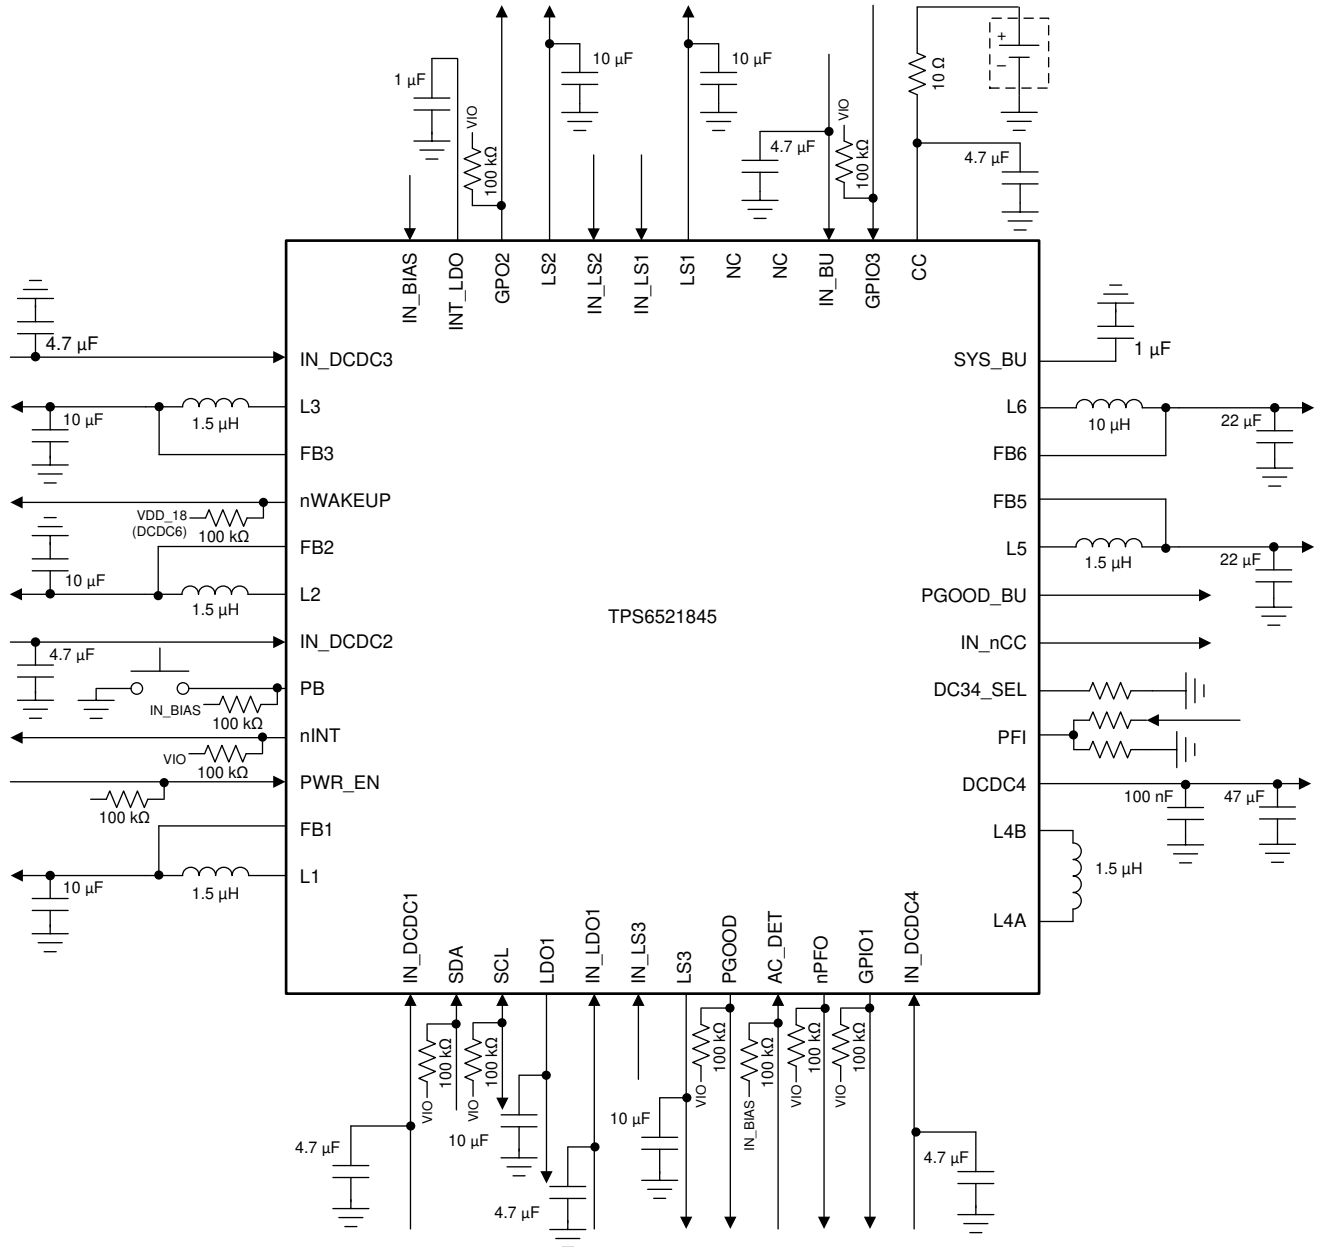 1 µF
VIO
100 kΩ
10 µF
10 µF
4.7 µF
VIO
100 kΩ
10 Ω
+
–
4.7 µF
IN_BIAS
INT_LDO
GPO2
LS2
IN_LS2
IN_LS1
LS1
NC
NC
IN_BU
GPIO3
CC
4.7 µF
IN_DCDC3
L3
10 µF
1.5 µH
FB3
nWAKEUP
VDD_18
(DCDC6)
100 kΩ
FB2
10 µF
L2
1.5 µH
IN_DCDC2
4.7 µF
PB
IN_BIAS
100 kΩ
nINT
VIO
100 kΩ
PWR_EN
100 kΩ
FB1
L1
10 µF
1.5 µH
TPS6521845
SYS_BU
1 µF
L6
10 µH
22 µF
FB6
FB5
L5
1.5 µH
22 µF
PGOOD_BU
IN_nCC
DC34_SEL
PFI
DCDC4
100 nF
47 µF
L4B
1.5 µH
L4A
IN_DCDC1
SDA
SCL
LDO1
IN_LDO1
IN_LS3
LS3
PGOOD
AC_DET
nPFO
GPIO1
IN_DCDC4
4.7 µF
VIO
100 kΩ
VIO
100 kΩ
10 µF
4.7 µF
10 µF
VIO
100 kΩ
IN_BIAS
100 kΩ
VIO
100 kΩ
VIO
100 kΩ
4.7 µF